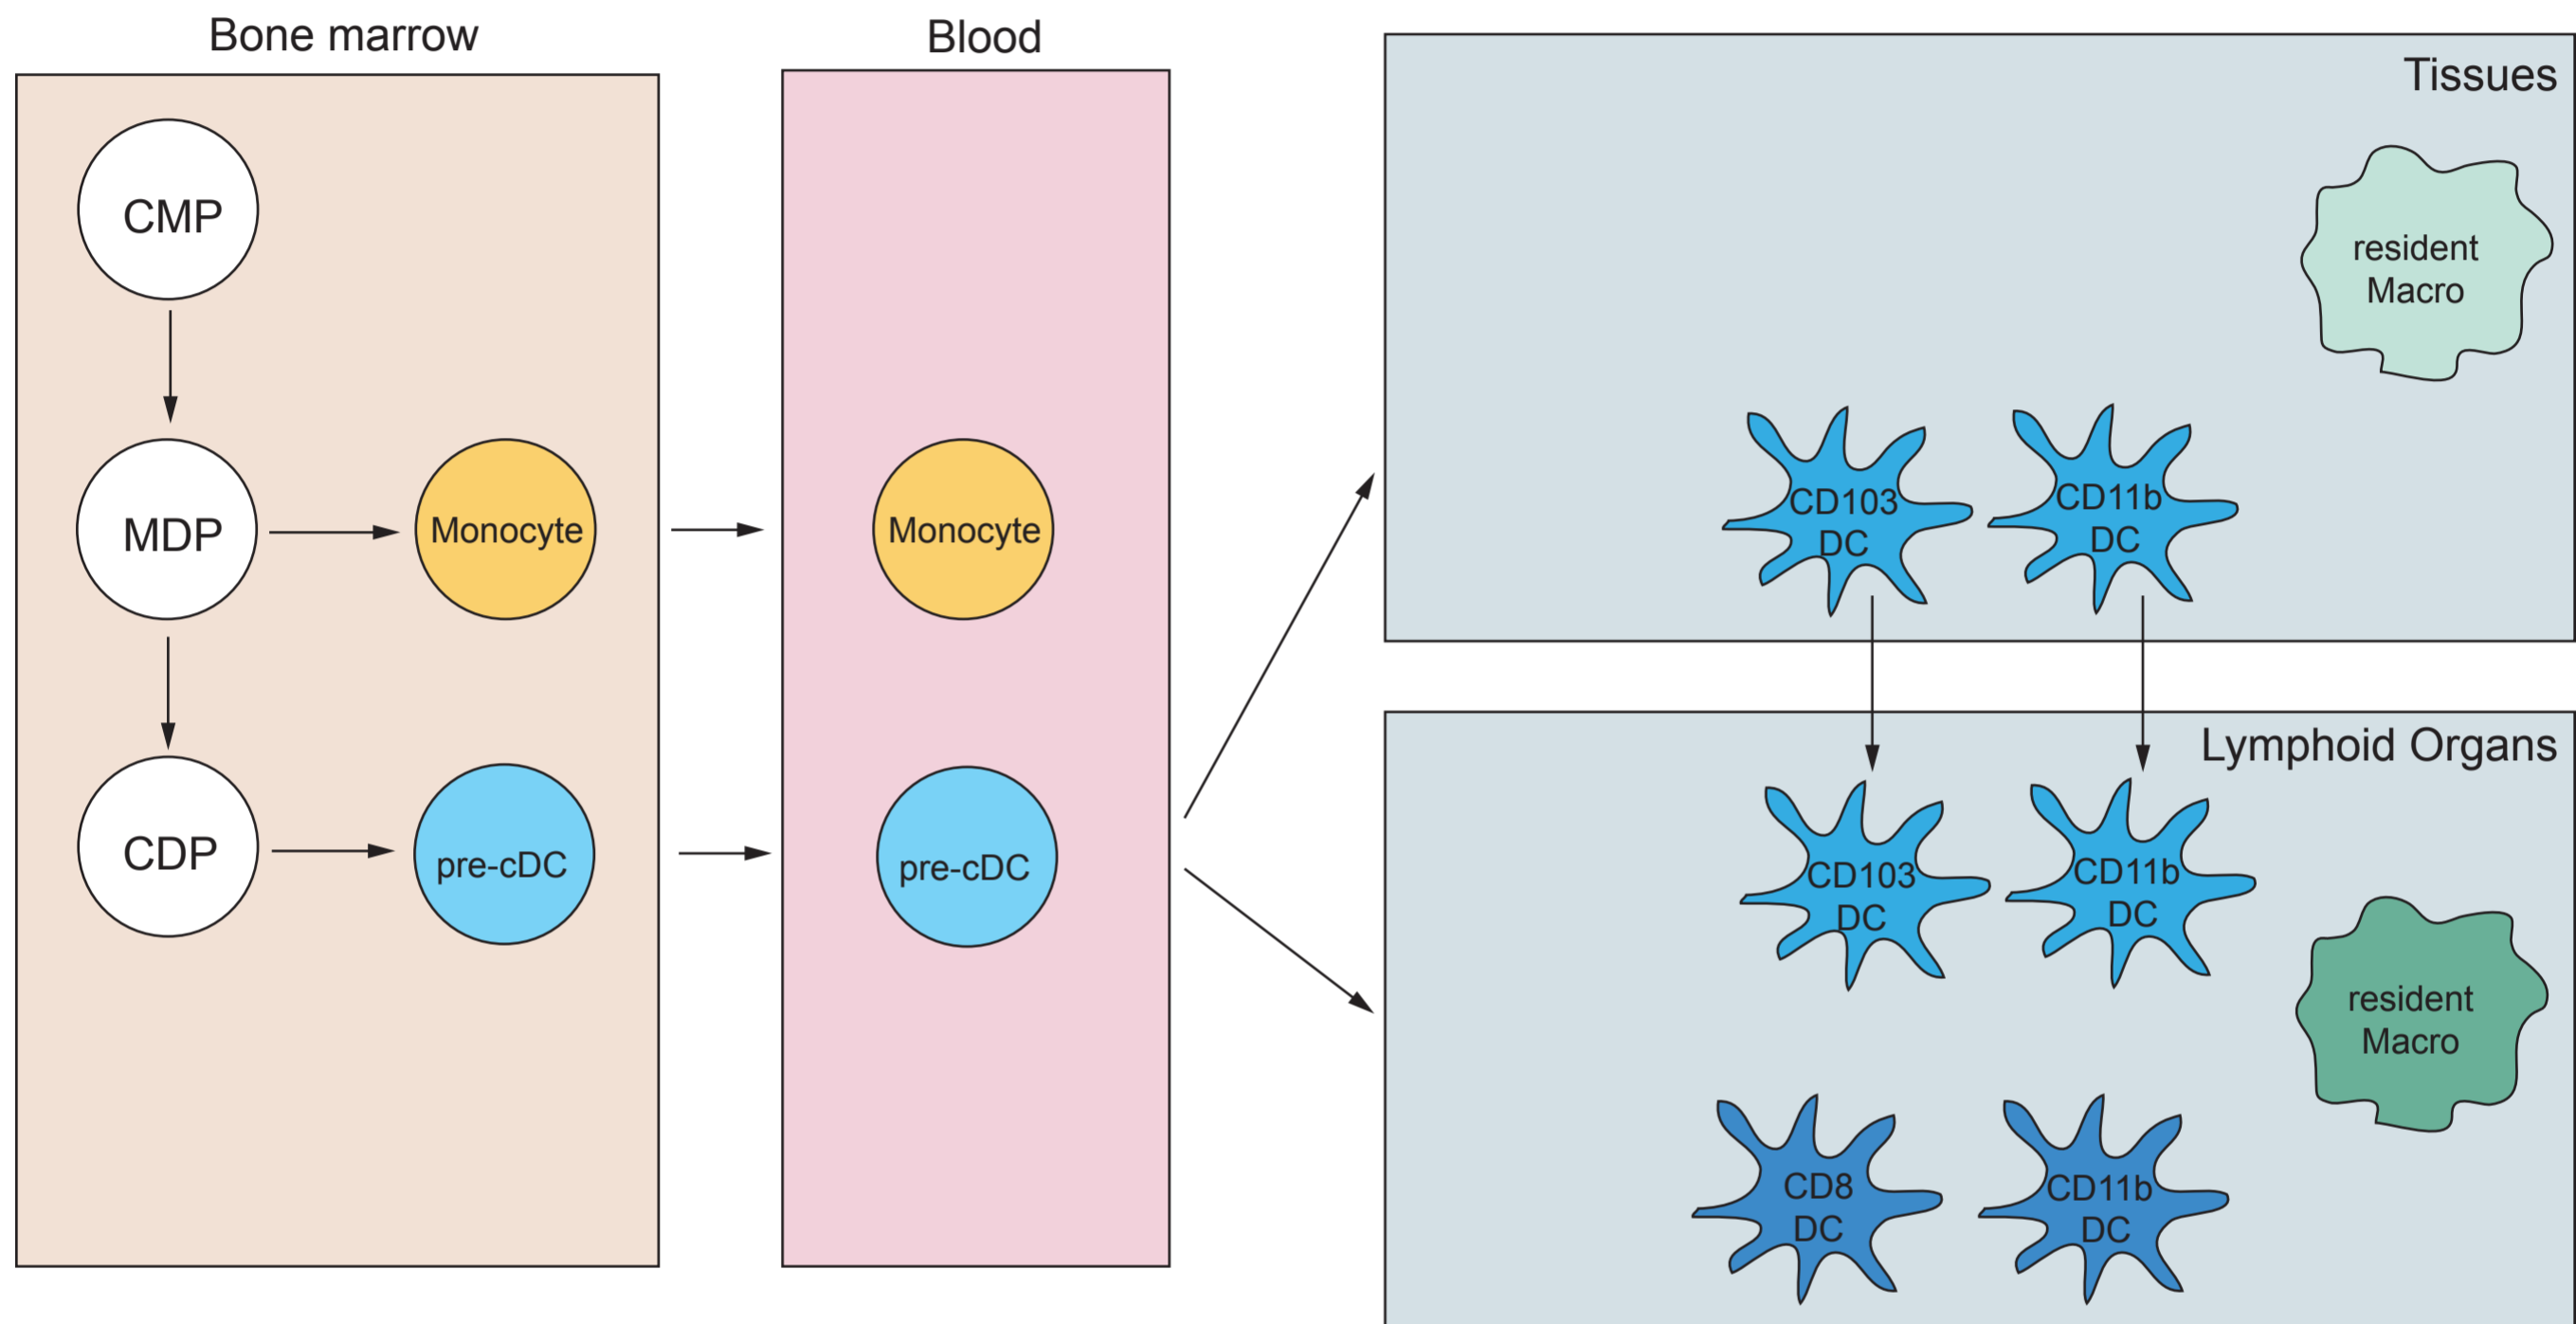 Bone marrow
CMP
MDP
Monocyte
CDP
pre-cDC
Blood
Monocyte
pre-cDC
Tissues
resident
Macro
CD103
DC
CD11b
DC
Lymphoid Organs
CD103
DC
CD11b
DC
resident
Macro
CD8
DC
CD11b
DC